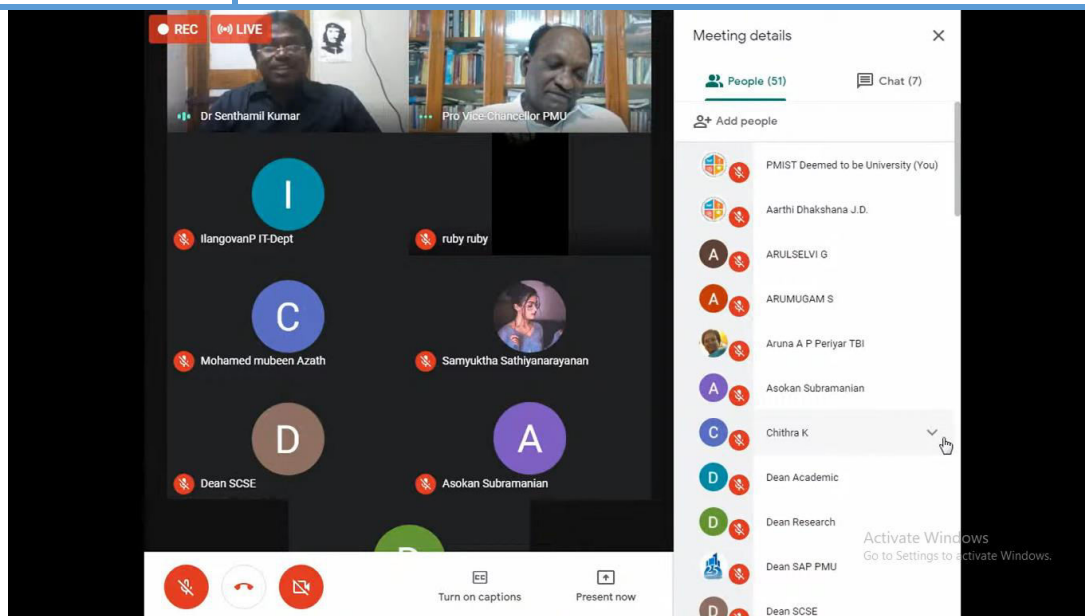 REC
LIVE
Dr Senthamil Kumar
Pro Vice-Chancellor PMU
I
IlangovanP IT-Dept
ruby ruby
C
Mohamed mubeen Azath
Samyuktha Sathiyanarayanan
D
Dean SCSE
A
Asokan Subramanian
CC
Turn on captions
Present now
Meeting details
People (51)
Chat (7)
Add people
PMIST Deemed to be University (You)
Aarthi Dhakshana J.D.
A
ARULSELVI G
A
ARUMUGAM S
Aruna A P Periyar TBI
A
Asokan Subramanian
C
Chithra K
D
Dean Academic
D
Dean Research
25
Dean SAP PMU
D
Dean SCSE
Activate Windows
Go to Settings to activate Windows.